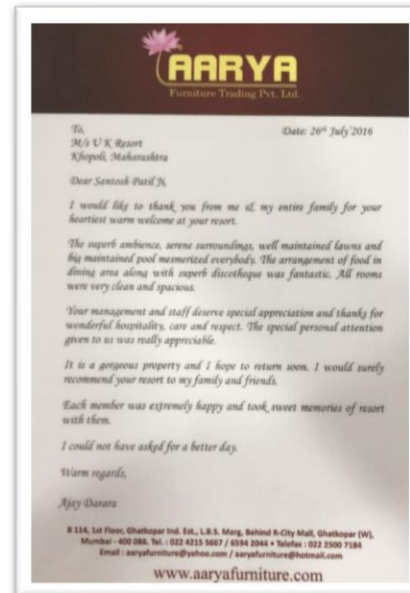 AARYA
Furniture Trading Pvt. Ltd.
To,
Date: 26th July'2016
M/s U K Resort
Khopoli, Maharashtra
Dear Santosh Patil Ji,
I would like to thank you from me & my entire family for your
heartiest warm welcome at your resort.
The superb ambience, serene surroundings, well maintained lawns and
big maintained pool mesmerized everybody. The arrangement of food in
dining area along with superb discotheque was fantastic. All rooms
were very clean and spacious.
Your management and staff deserve special appreciation and thanks for
wonderful hospitality, care and respect. The special personal attention
given to us was really appreciable.
It is a gorgeous property and I hope to return soon. I would surely
recommend your resort to my family and friends.
Each member was extremely happy and took sweet memories of resort
with them.
I could not have asked for a better day.
Warm regards,
Ajay Darara
B 114, 1st Floor, Ghatkopar Ind. Est., L.B.S. Marg, Behind R-City Mall, Ghatkopar (W),
Mumbai - 400 086. Tel. : 022 4215 5667 / 6594 2044 • Telefax : 022 2500 7184
Email : aaryafurniture@yahoo.com / aaryafurniture@hotmail.com
www.aaryafurniture.com